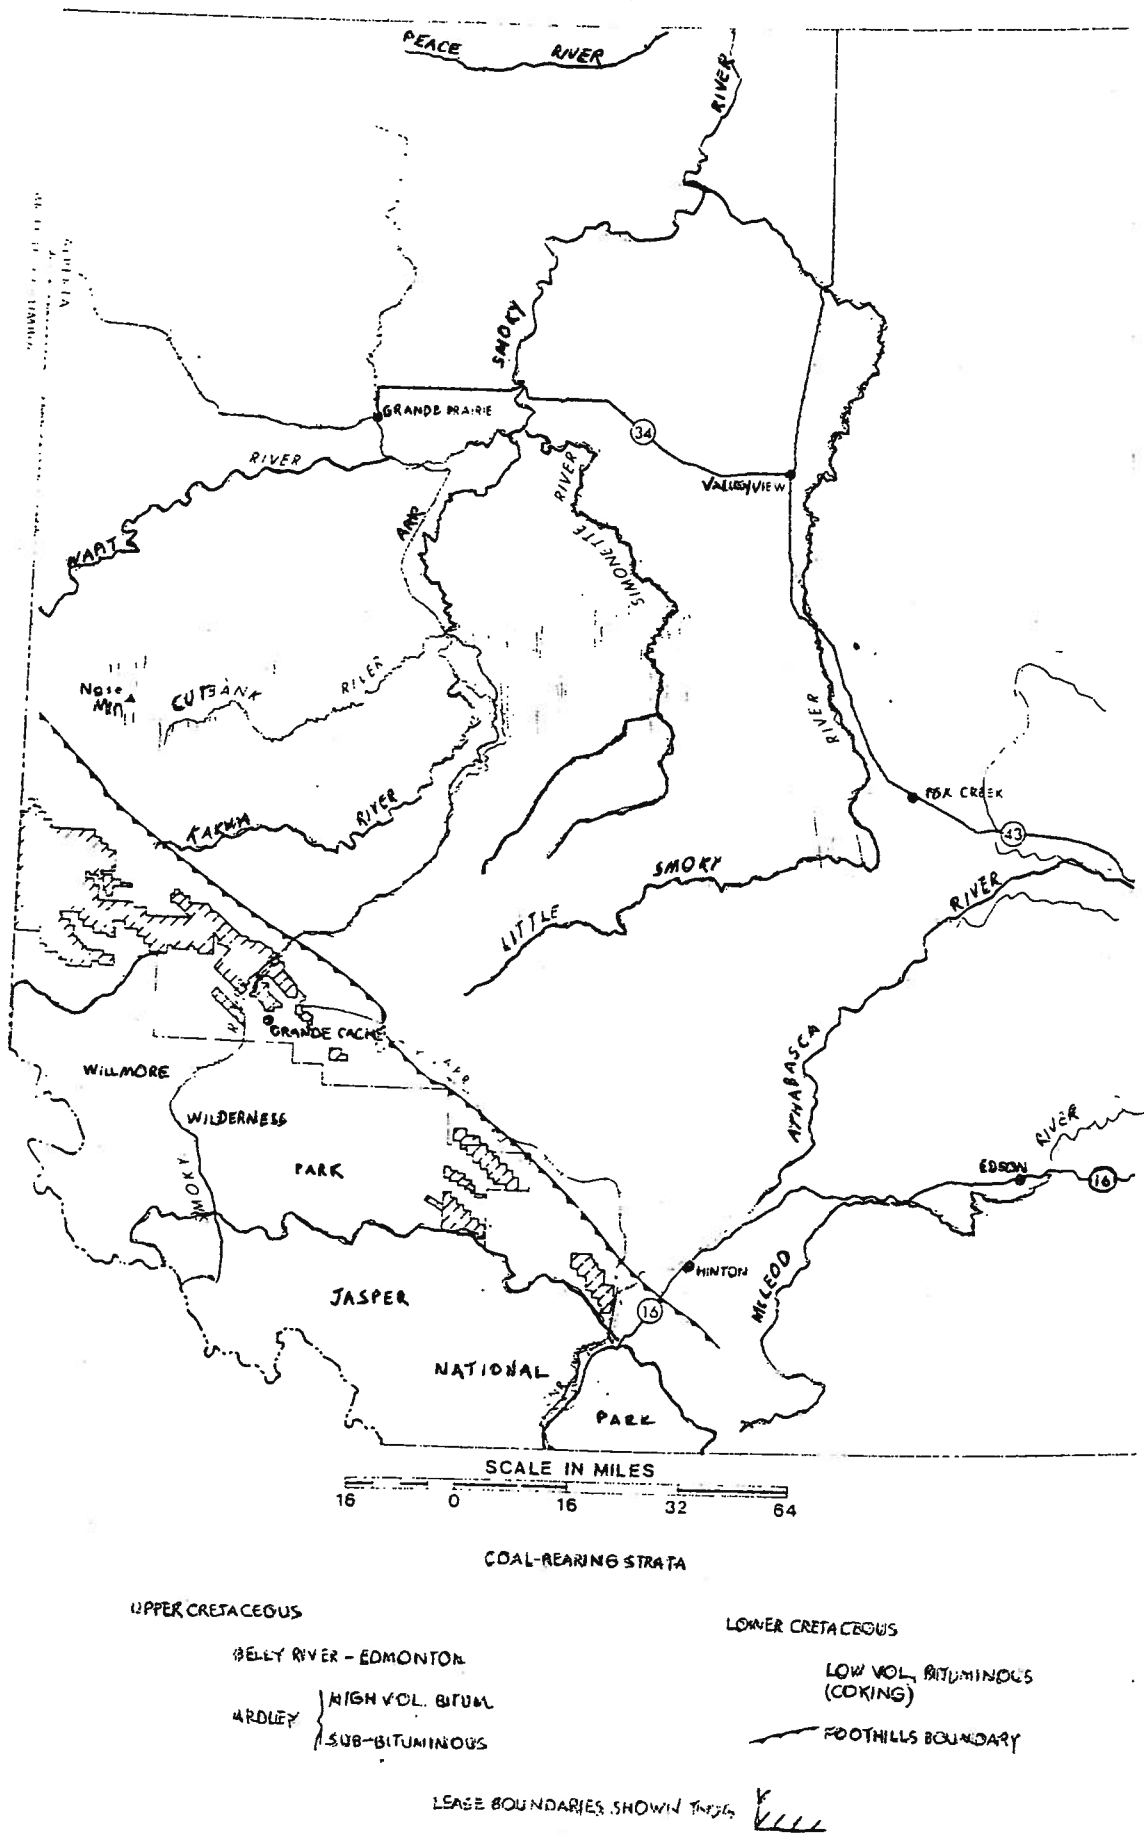 PEACE RIVER
RIVER
SMOKY
GRANDE PRAIRIE
34
VALLEYVIEW
RIVER
WAPT
ARK
RIVER
SIMONETTE
Nose
Mtn
CUTBANK
RIVER
KAKWA RIVER
RIVER
FOX CREEK
43
SMOKY
LITTLE
RIVER
ATHABASCA
GRANDE CACHE
WILLMORE
WILDERNESS
PARK
SMOKY
RIVER
EDSON
16
HINTON
McLEOD
16
JASPER
NATIONAL
PARK
SCALE IN MILES
16 0 16 32 64
COAL-BEARING STRATA
UPPER CRETACEOUS
BELLY RIVER - EDMONTON
ARDLEY
HIGH VOL. BITUM
SUB-BITUMINOUS
LOWER CRETACEOUS
LOW VOL, BITUMINOUS
(COKING)
FOOTHILLS BOUNDARY
LEASE BOUNDARIES SHOWN THUS